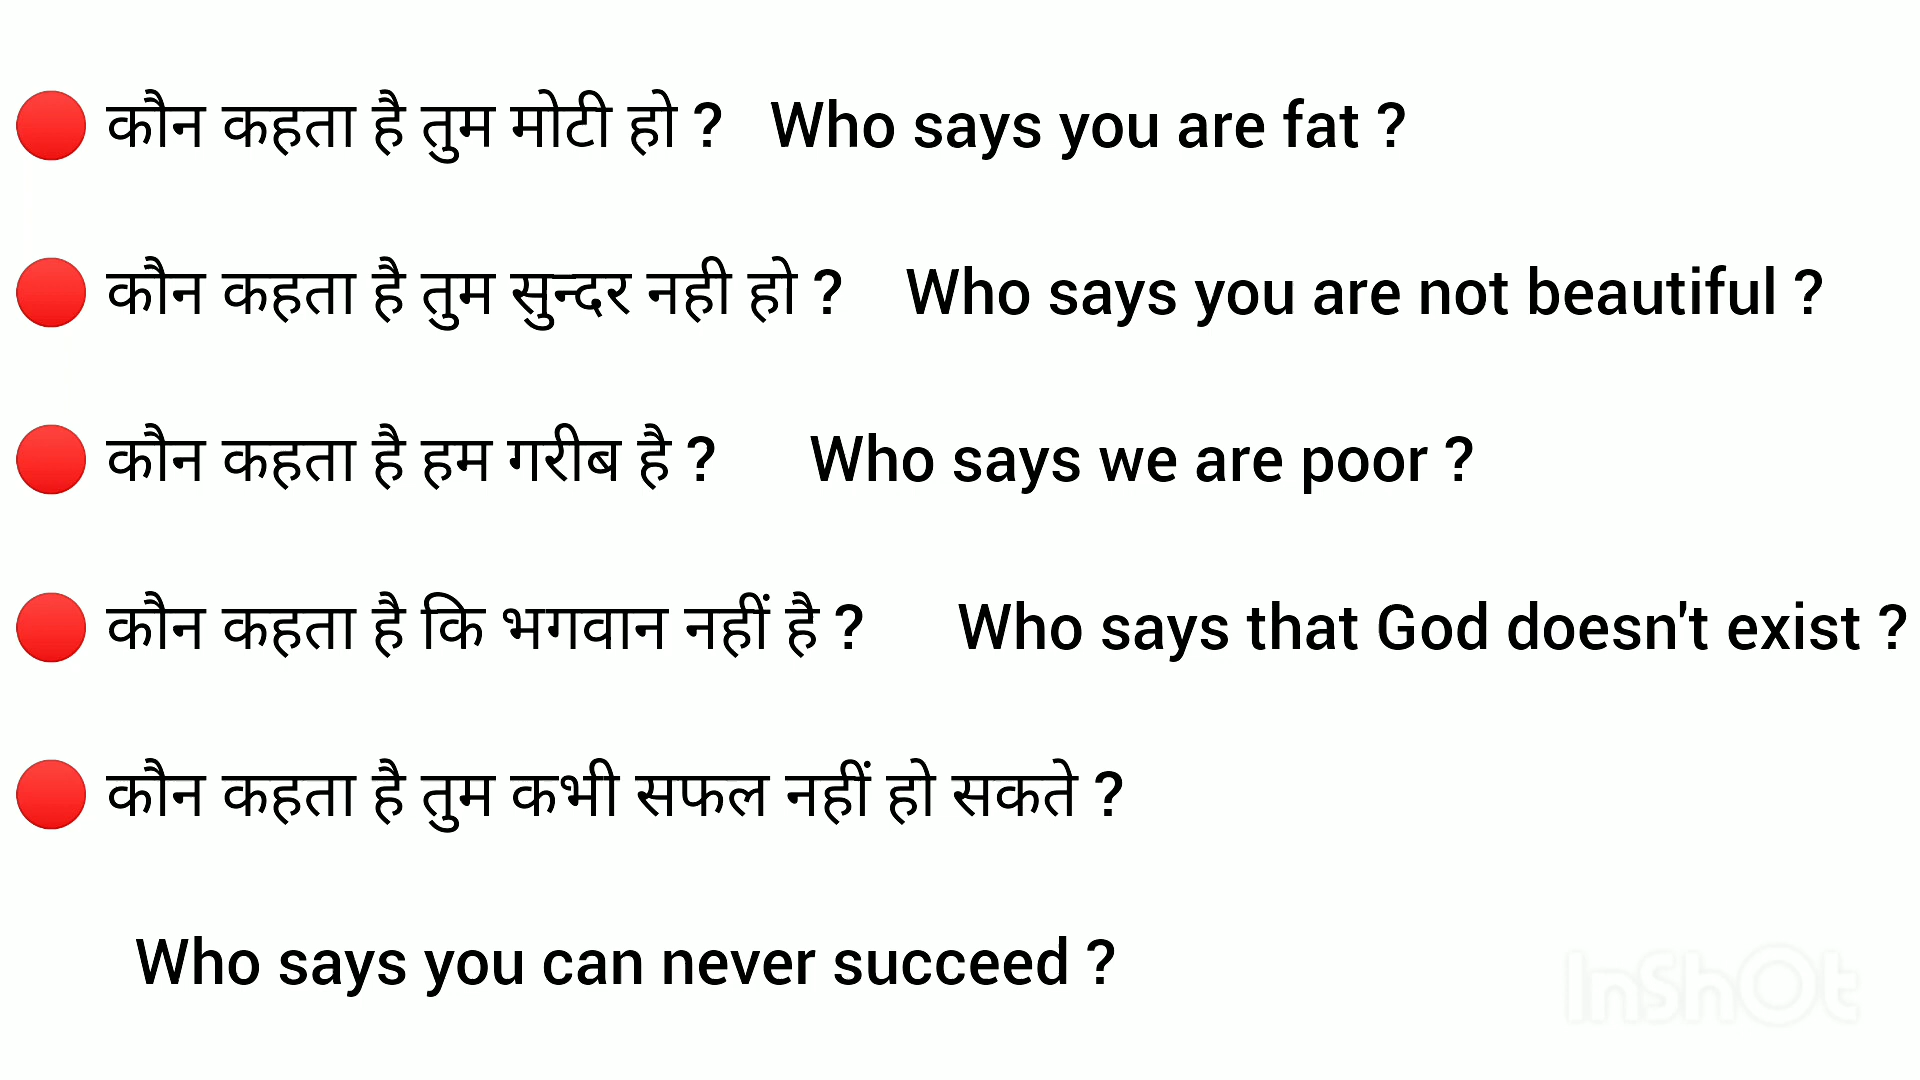 🔴 कौन कहता है तुम मोटी हो ? Who says you are fat ?
🔴 कौन कहता है तुम सुन्दर नही हो ? Who says you are not beautiful ?
🔴 कौन कहता है हम गरीब है ? Who says we are poor ?
🔴 कौन कहता है कि भगवान नहीं है ? Who says that God doesn't exist ?
🔴 कौन कहता है तुम कभी सफल नहीं हो सकते ?
Who says you can never succeed ?
InShOt